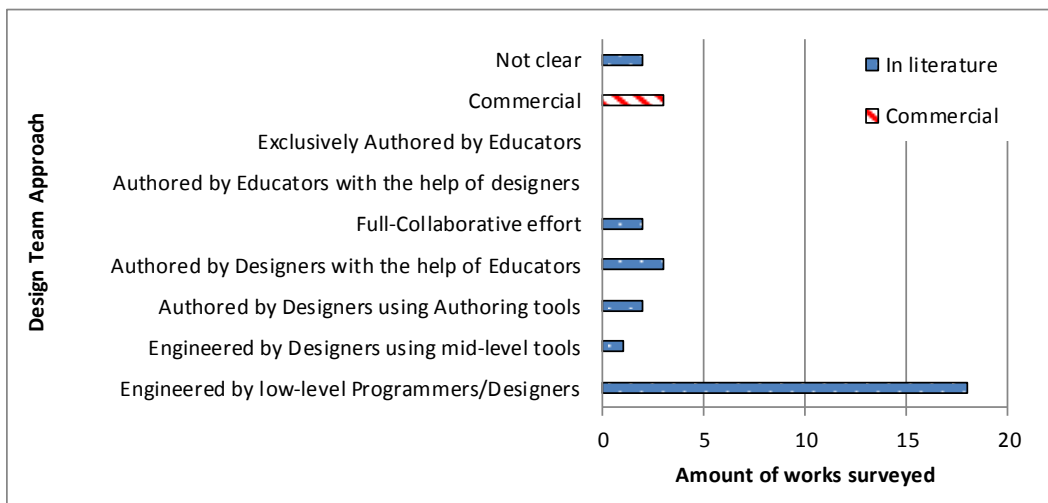 Not clear
Commercial
Exclusively Authored by Educators
Authored by Educators with the help of designers
Full-Collaborative effort
Authored by Designers with the help of Educators
Authored by Designers using Authoring tools
Engineered by Designers using mid-level tools
Engineered by low-level Programmers/Designers
Design Team Approach
In literature
Commercial
0 5 10 15 20
Amount of works surveyed